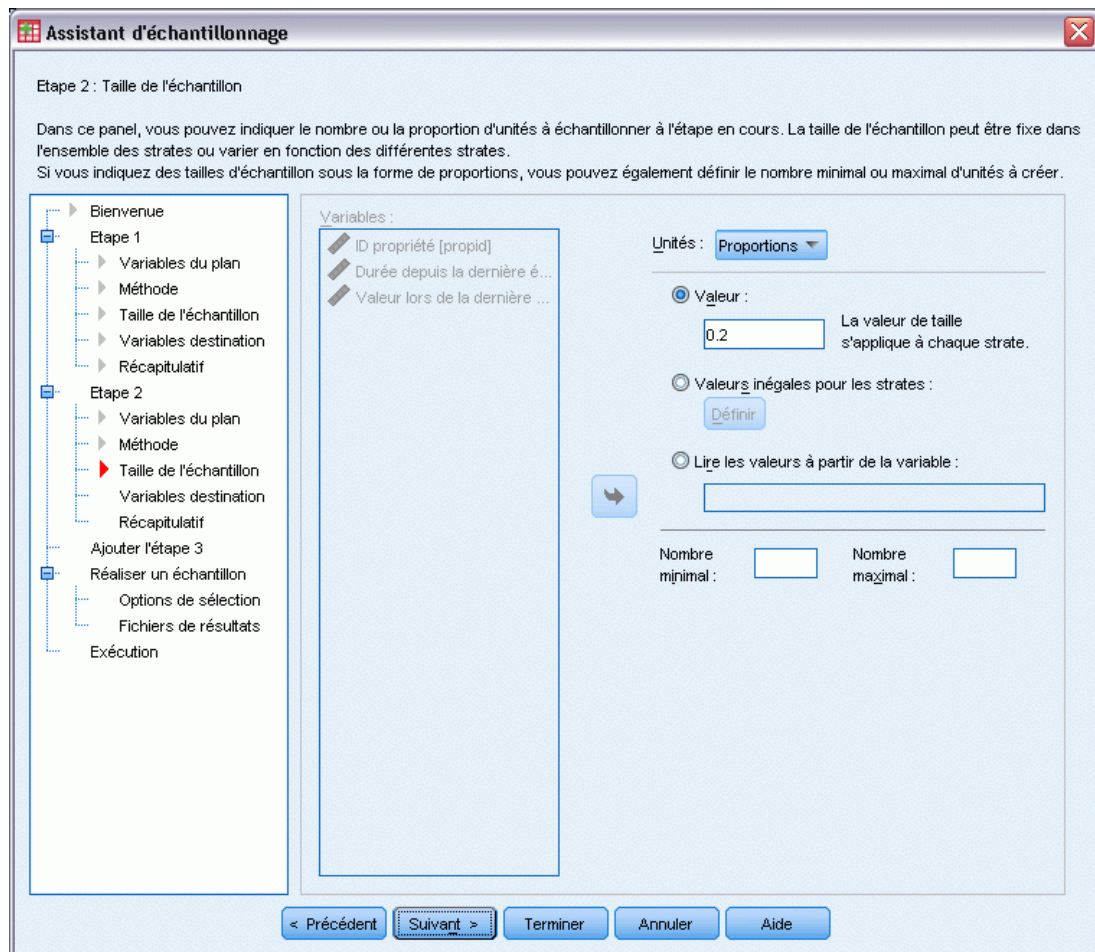 Assistant d'échantillonnage
Etape 2 : Taille de l'échantillon
Dans ce panel, vous pouvez indiquer le nombre ou la proportion d'unités à échantillonner à l'étape en cours. La taille de l'échantillon peut être fixe dans
l'ensemble des strates ou varier en fonction des différentes strates.
Si vous indiquez des tailles d'échantillon sous la forme de proportions, vous pouvez également définir le nombre minimal ou maximal d'unités à créer.
Bienvenue
Etape 1
Variables du plan
Méthode
Taille de l'échantillon
Variables destination
Récapitulatif
Etape 2
Variables du plan
Méthode
Taille de l'échantillon
Variables destination
Récapitulatif
Ajouter l'étape 3
Réaliser un échantillon
Options de sélection
Fichiers de résultats
Exécution
Variables :
ID propriété [propid]
Durée depuis la dernière é...
Valeur lors de la dernière ...
Unités : Proportions
Valeur :
0.2
La valeur de taille
s'applique à chaque strate.
Valeurs inégales pour les strates :
Définir
Lire les valeurs à partir de la variable :
Nombre
minimal :
Nombre
maximal :
< Précédent Suivant > Terminer Annuler Aide